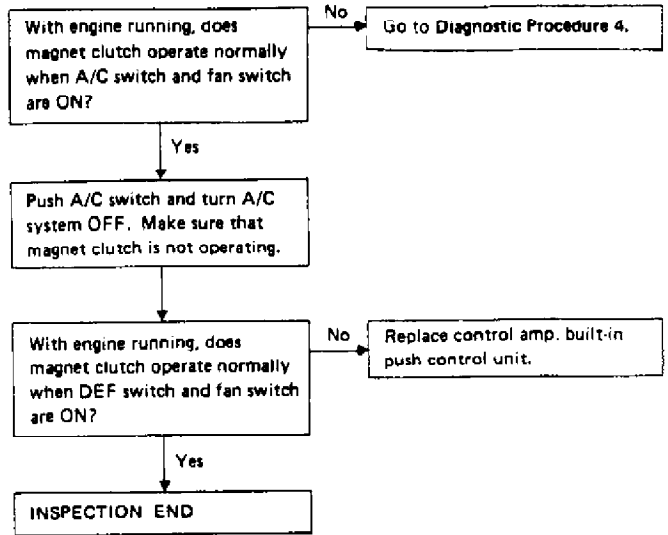 With engine running, does
magnet clutch operate normally
when A/C switch and fan switch
are ON?
No
Go to Diagnostic Procedure 4.
Yes
Push A/C switch and turn A/C
system OFF. Make sure that
magnet clutch is not operating.
With engine running, does
magnet clutch operate normally
when DEF switch and fan switch
are ON?
No
Replace control amp. built-in
push control unit.
Yes
INSPECTION END